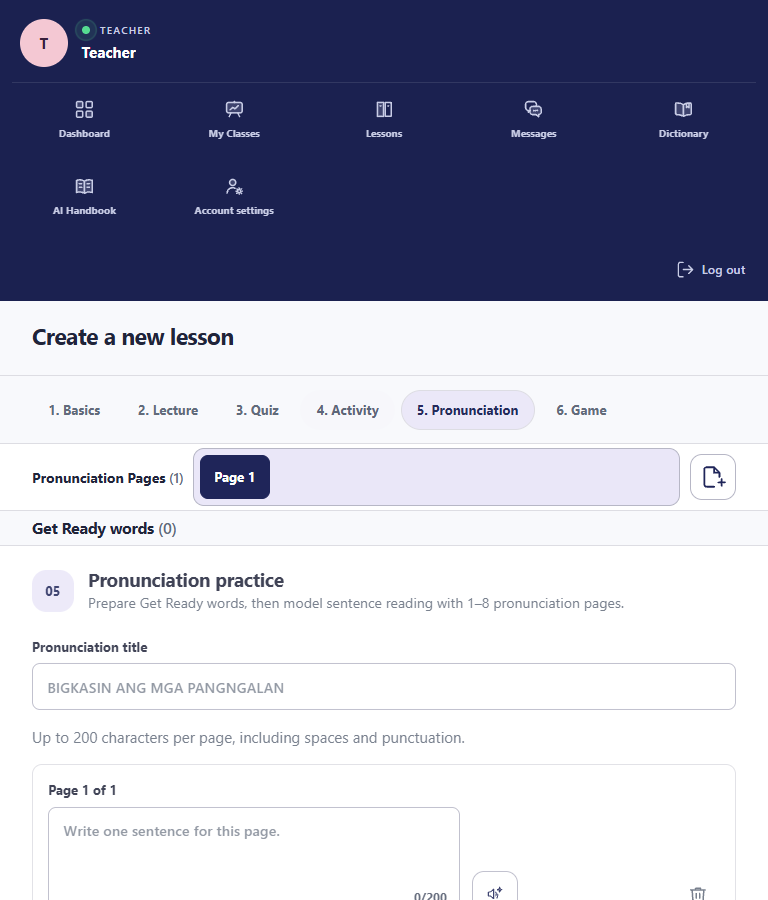 T
TEACHER
Teacher
Dashboard
My Classes
Lessons
Messages
Dictionary
AI Handbook
Account settings
Log out
Create a new lesson
1. Basics
2. Lecture
3. Quiz
4. Activity
5. Pronunciation
6. Game
Pronunciation Pages (1)
Page 1
Get Ready words (0)
05
Pronunciation practice
Prepare Get Ready words, then model sentence reading with 1–8 pronunciation pages.
Pronunciation title
BIGKASIN ANG MGA PANGNGALAN
Up to 200 characters per page, including spaces and punctuation.
Page 1 of 1
Write one sentence for this page.
0/200